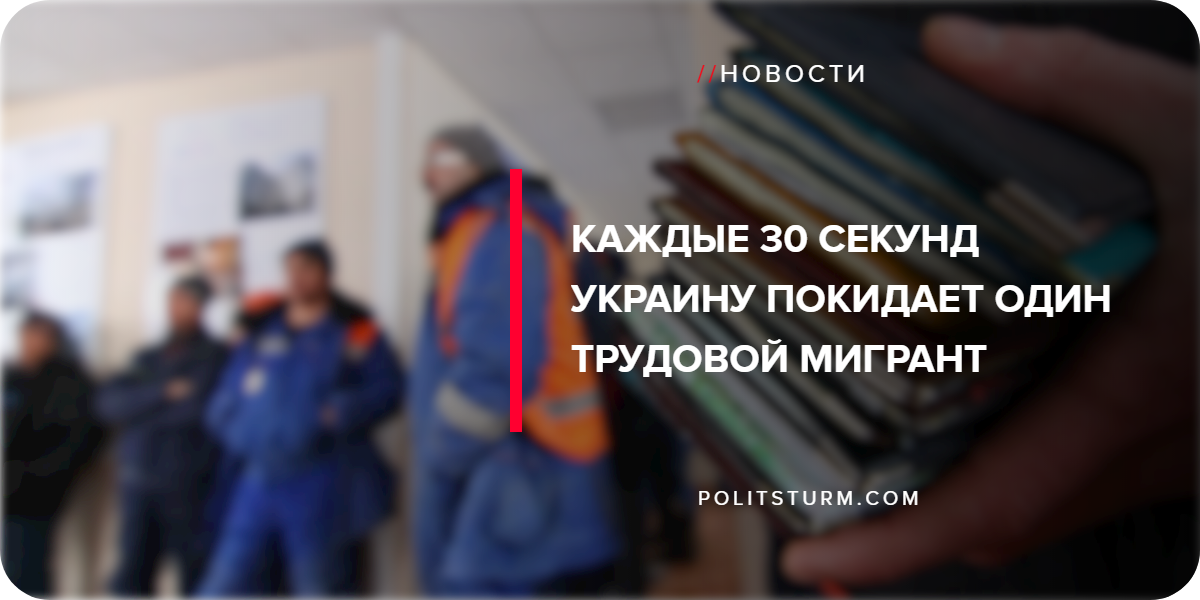 //НОВОСТИ
КАЖДЫЕ 30 СЕКУНД
УКРАИНУ ПОКИДАЕТ ОДИН
ТРУДОВОЙ МИГРАНТ
POLITSTURM.COM